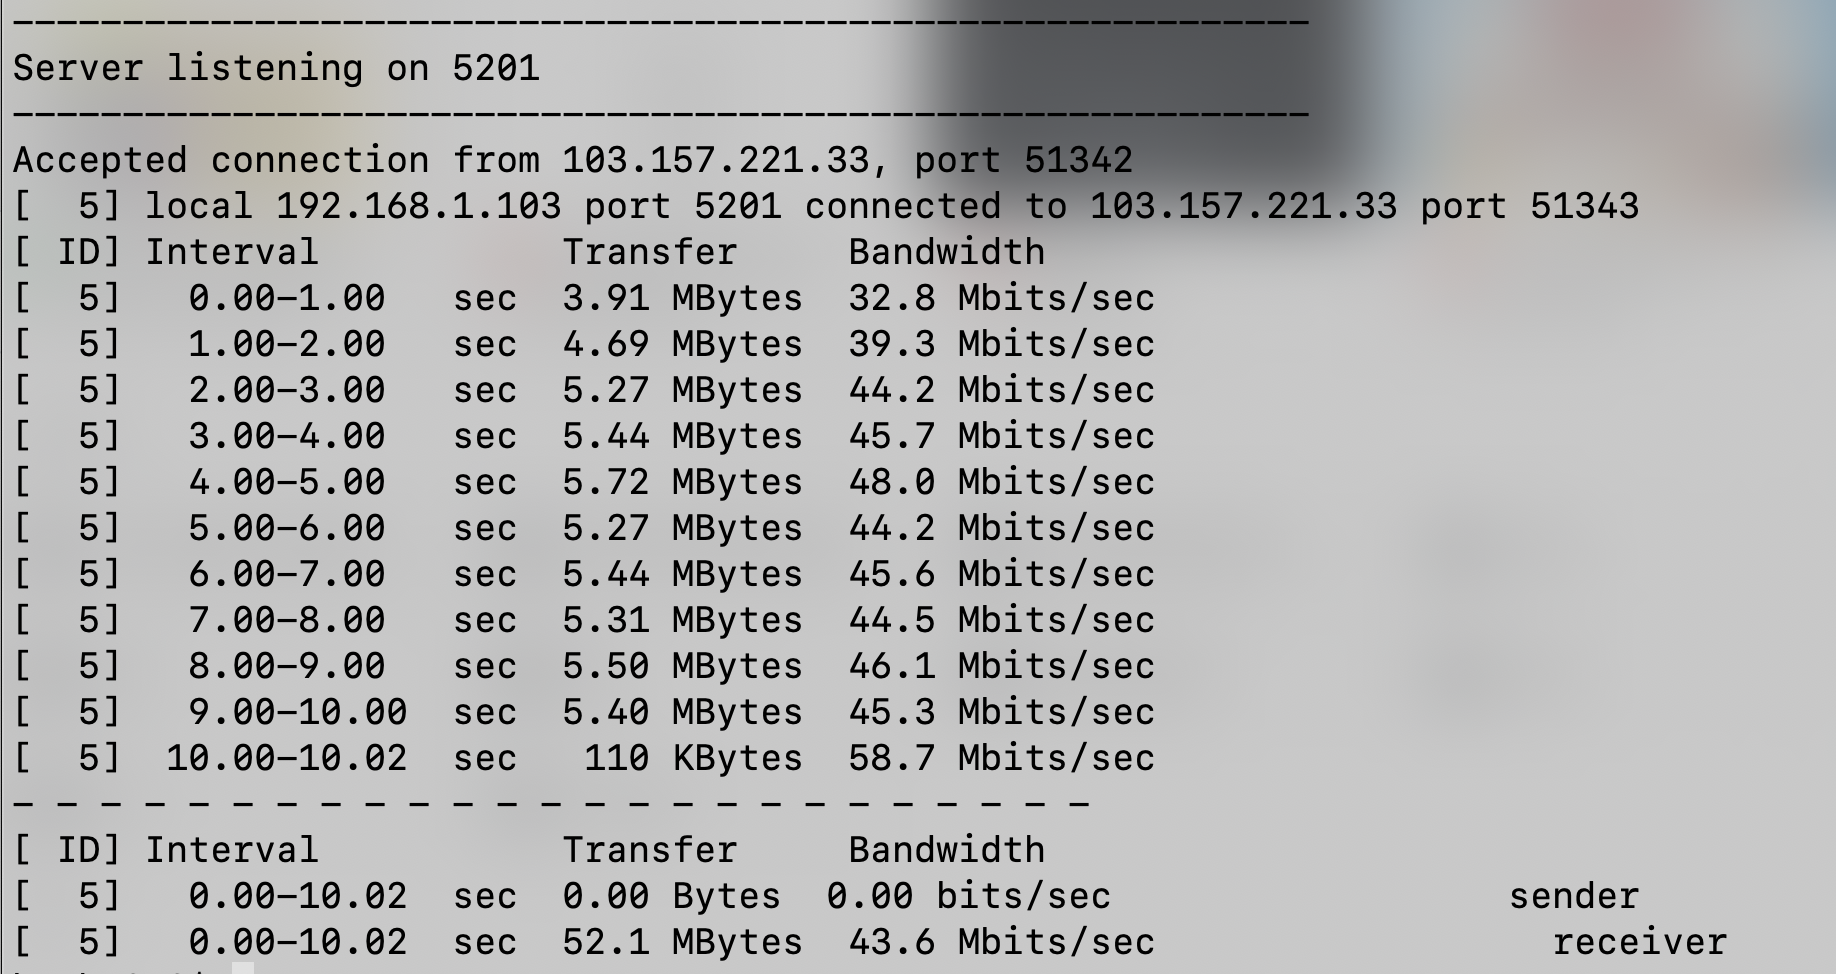 -----------------------------------------------------------
Server listening on 5201
-----------------------------------------------------------
Accepted connection from 103.157.221.33, port 51342
[  5] local 192.168.1.103 port 5201 connected to 103.157.221.33 port 51343
[ ID] Interval           Transfer     Bandwidth
[  5]   0.00-1.00   sec  3.91 MBytes  32.8 Mbits/sec
[  5]   1.00-2.00   sec  4.69 MBytes  39.3 Mbits/sec
[  5]   2.00-3.00   sec  5.27 MBytes  44.2 Mbits/sec
[  5]   3.00-4.00   sec  5.44 MBytes  45.7 Mbits/sec
[  5]   4.00-5.00   sec  5.72 MBytes  48.0 Mbits/sec
[  5]   5.00-6.00   sec  5.27 MBytes  44.2 Mbits/sec
[  5]   6.00-7.00   sec  5.44 MBytes  45.6 Mbits/sec
[  5]   7.00-8.00   sec  5.31 MBytes  44.5 Mbits/sec
[  5]   8.00-9.00   sec  5.50 MBytes  46.1 Mbits/sec
[  5]   9.00-10.00  sec  5.40 MBytes  45.3 Mbits/sec
[  5]  10.00-10.02  sec   110 KBytes  58.7 Mbits/sec
- - - - - - - - - - - - - - - - - - - - - - - - -
[ ID] Interval           Transfer     Bandwidth
[  5]   0.00-10.02  sec  0.00 Bytes  0.00 bits/sec                  sender
[  5]   0.00-10.02  sec  52.1 MBytes  43.6 Mbits/sec                  receiver